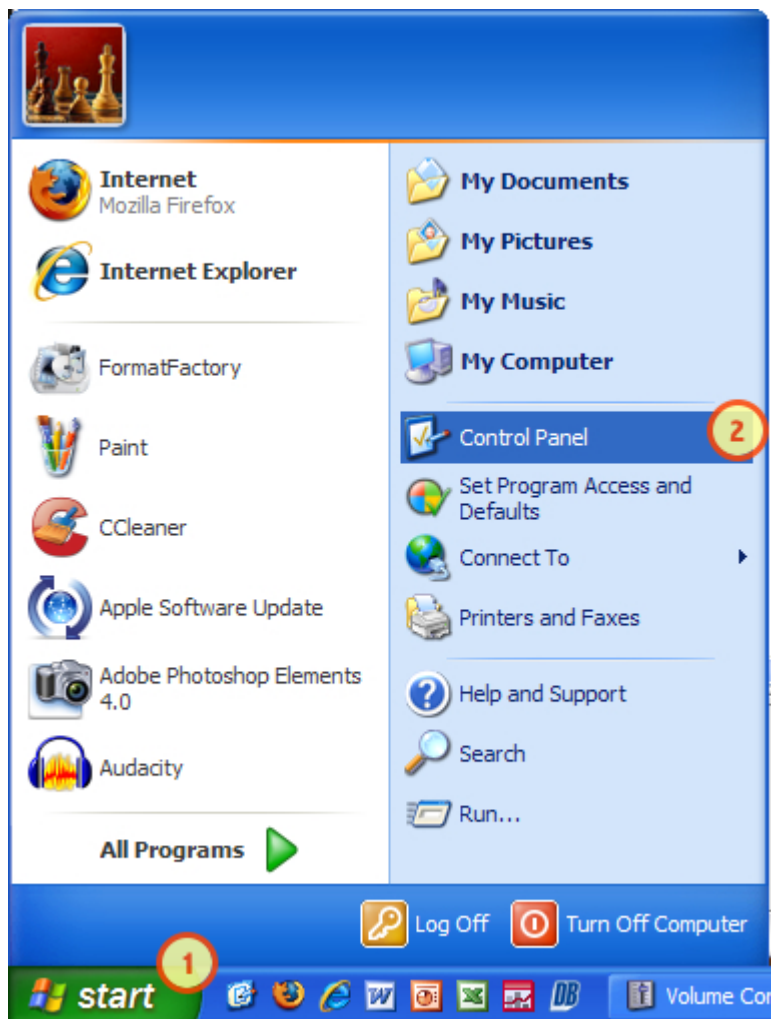 Internet
Mozilla Firefox
Internet Explorer
FormatFactory
Paint
CCleaner
Apple Software Update
Adobe Photoshop Elements
4.0
Audacity
All Programs
My Documents
My Pictures
My Music
My Computer
Control Panel
2
Set Program Access and
Defaults
Connect To
Printers and Faxes
Help and Support
Search
Run...
Log Off
Turn Off Computer
1
start
W
X
DB
Volume Con